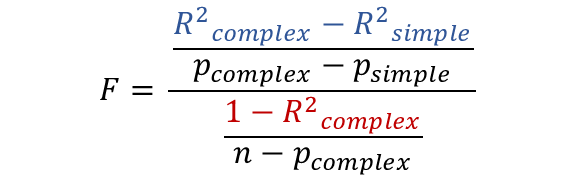 R²complex − R²simple
pcomplex − psimple
F =
1 − R²complex
n − pcomplex